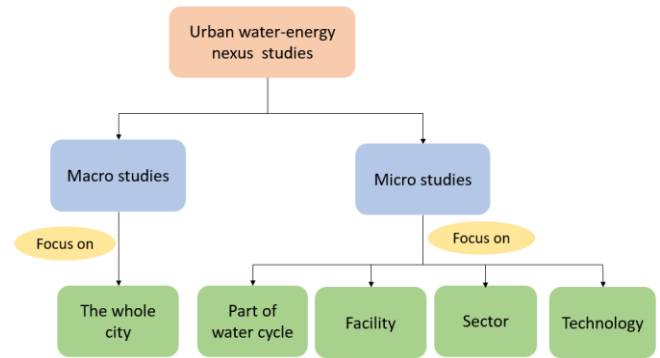 Urban water-energy
nexus studies
Macro studies
Micro studies
Focus on
Focus on
The whole
city
Part of
water cycle
Facility
Sector
Technology